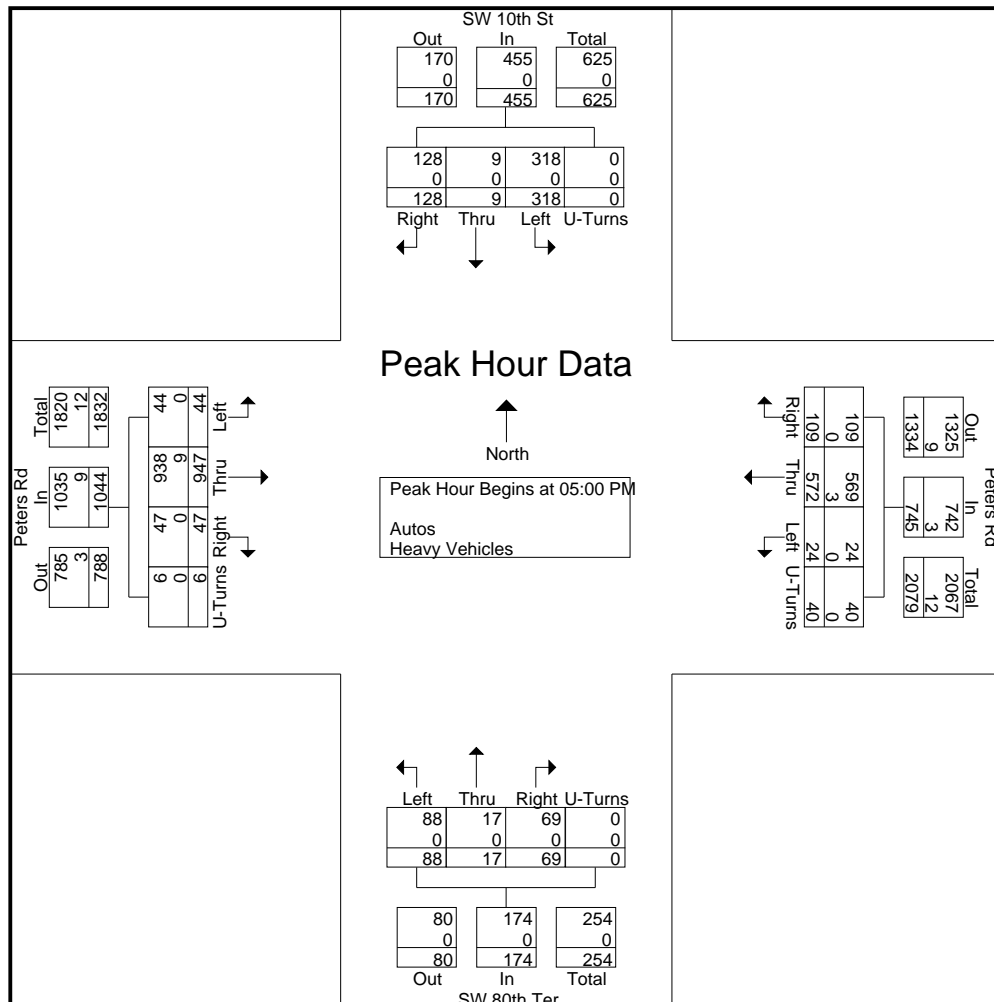 SW 10th St
Out In Total
170 455 625
0 0 0
170 455 625
128 9 318 0
0 0 0 0
128 9 318 0
Right Thru Left U-Turns
Peak Hour Data
North
Peak Hour Begins at 05:00 PM
Autos
Heavy Vehicles
Peters Rd
Out In Total
785 1035 1820
3 9 12
788 1044 1832
6 47 938 44
0 0 9 0
6 47 947 44
U-Turns Right Thru Left
Peters Rd
Out In Total
1325 742 2067
9 3 12
1334 745 2079
109 569 24 40
0 3 0 0
109 572 24 40
Right Thru Left U-Turns
Left Thru Right U-Turns
88 17 69 0
0 0 0 0
88 17 69 0
80 174 254
0 0 0
80 174 254
Out In Total
SW 80th Ter